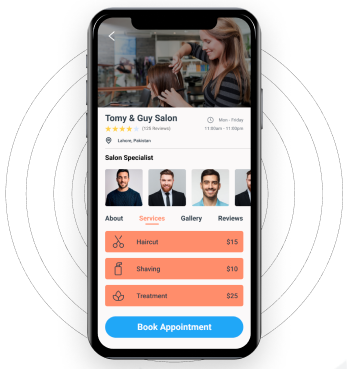 Tomy & Guy Salon
Mon - Friday
(125 Reviews)
11:00am - 11:00pm
Lahore, Pakistan
Salon Specialist
About Services Gallery Reviews
Haircut $15
Shaving $10
Treatment $25
Book Appointment